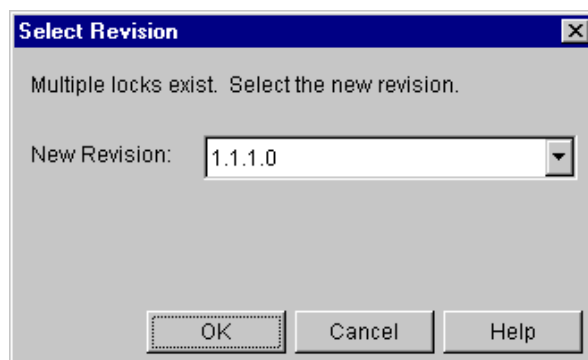 Select Revision
Multiple locks exist. Select the new revision.
New Revision: 1.1.1.0
OK Cancel Help